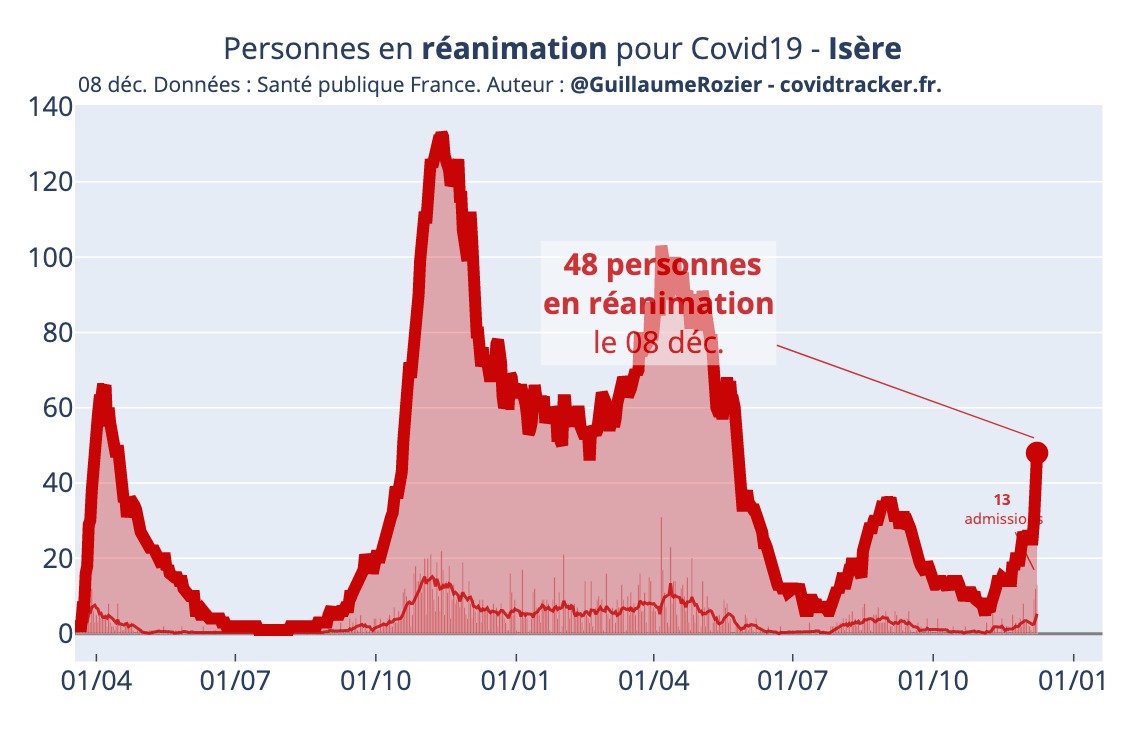 Personnes en réanimation pour Covid19 - Isère
08 déc. Données : Santé publique France. Auteur : @GuillaumeRozier - covidtracker.fr.
140
120
100
80
60
40
20
0
48 personnes
en réanimation
le 08 déc.
13
admissions
01/04
01/07
01/10
01/01
01/04
01/07
01/10
01/01